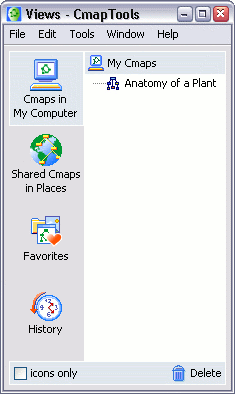 Views - CmapTools
File Edit Tools Window Help
Cmaps in
My Computer
Shared Cmaps
in Places
Favorites
History
My Cmaps
Anatomy of a Plant
icons only
Delete